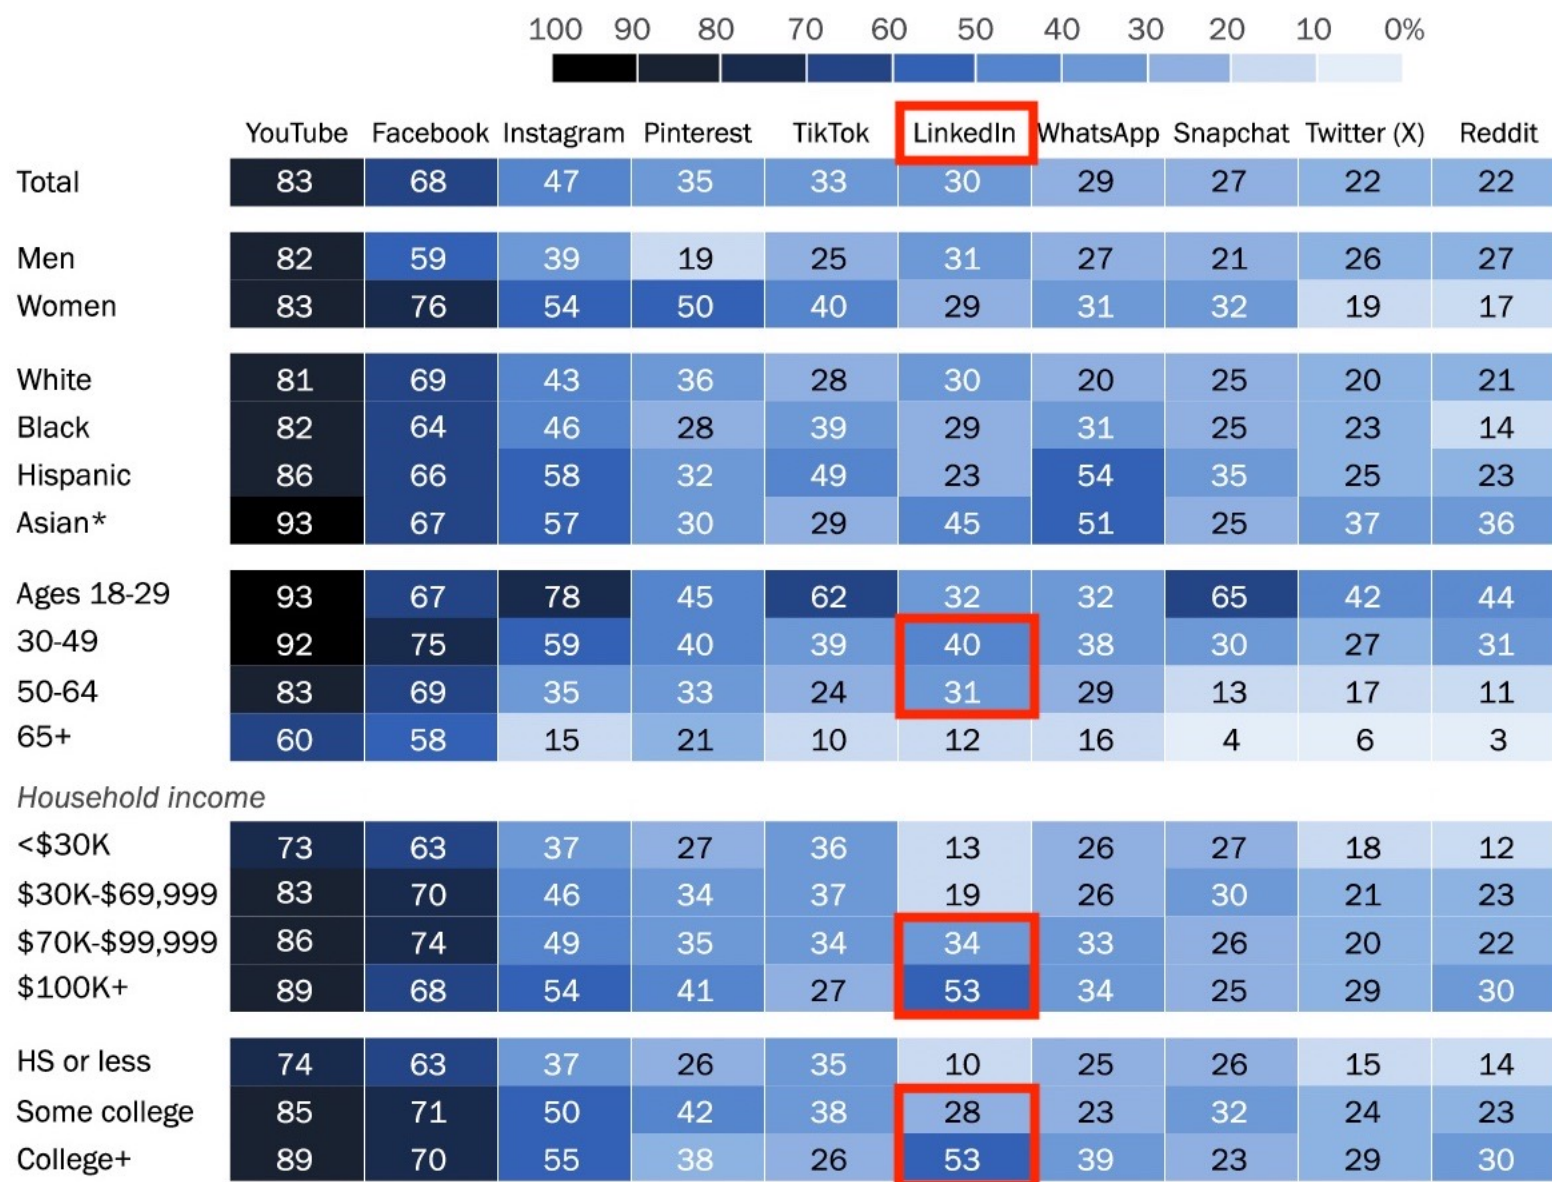 100 90 80 70 60 50 40 30 20 10 0%
YouTube Facebook Instagram Pinterest TikTok LinkedIn WhatsApp Snapchat Twitter (X) Reddit
Total 83 68 47 35 33 30 29 27 22 22
Men 82 59 39 19 25 31 27 21 26 27
Women 83 76 54 50 40 29 31 32 19 17
White 81 69 43 36 28 30 20 25 20 21
Black 82 64 46 28 39 29 31 25 23 14
Hispanic 86 66 58 32 49 23 54 35 25 23
Asian* 93 67 57 30 29 45 51 25 37 36
Ages 18-29 93 67 78 45 62 32 32 65 42 44
30-49 92 75 59 40 39 40 38 30 27 31
50-64 83 69 35 33 24 31 29 13 17 11
65+ 60 58 15 21 10 12 16 4 6 3
Household income
<$30K 73 63 37 27 36 13 26 27 18 12
$30K-$69,999 83 70 46 34 37 19 26 30 21 23
$70K-$99,999 86 74 49 35 34 34 33 26 20 22
$100K+ 89 68 54 41 27 53 34 25 29 30
HS or less 74 63 37 26 35 10 25 26 15 14
Some college 85 71 50 42 38 28 23 32 24 23
College+ 89 70 55 38 26 53 39 23 29 30